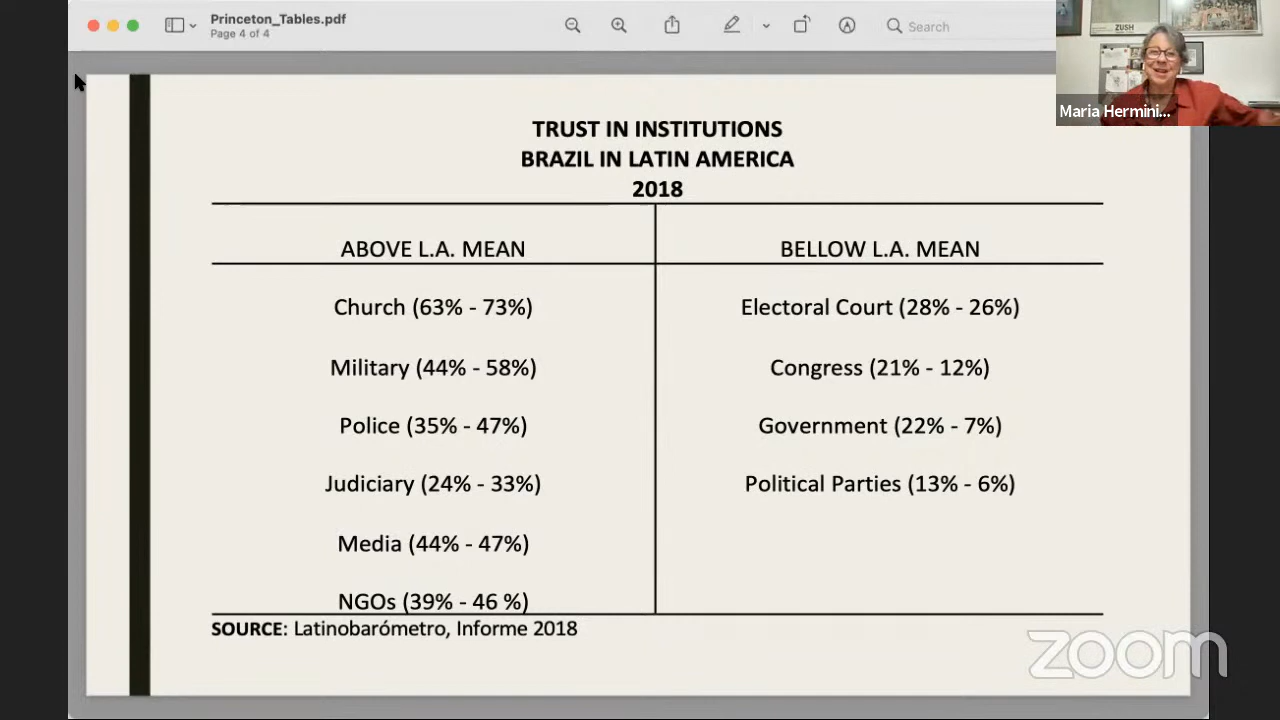 Princeton_Tables.pdf
Page 4 of 4
Search
ZUSH
Maria Hermini...
TRUST IN INSTITUTIONS
BRAZIL IN LATIN AMERICA
2018
ABOVE L.A. MEAN
BELLOW L.A. MEAN
Church (63% - 73%)
Electoral Court (28% - 26%)
Military (44% - 58%)
Congress (21% - 12%)
Police (35% - 47%)
Government (22% - 7%)
Judiciary (24% - 33%)
Political Parties (13% - 6%)
Media (44% - 47%)
NGOs (39% - 46 %)
SOURCE: Latinobarómetro, Informe 2018
zoom